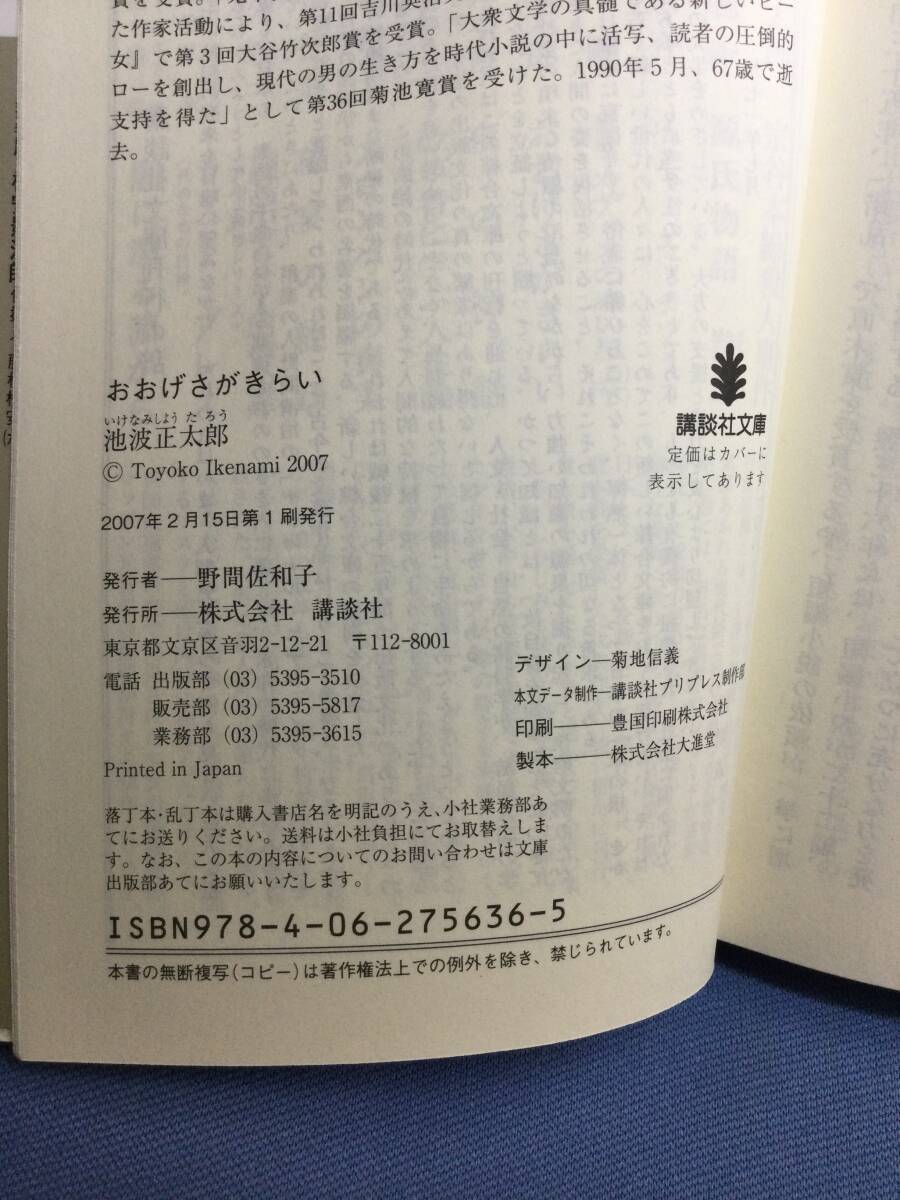 た作家活動により、第11回吉川英治
女』で第3回大谷竹次郎賞を受賞。「大衆文学の真髄である新しいヒー
ローを創出し、現代の男の生き方を時代小説の中に活写、読者の圧倒的
支持を得た」として第36回菊池寛賞を受けた。1990年5月、67歳で逝
去。
おおげさがきらい
いけなみしようたろう
池波正太郎
© Toyoko Ikenami 2007
2007年2月15日第1刷発行
発行者——野間佐和子
発行所——株式会社 講談社
東京都文京区音羽2-12-21 〒112-8001
電話 出版部 (03) 5395-3510
販売部 (03) 5395-5817
業務部 (03) 5395-3615
Printed in Japan
講談社文庫
定価はカバーに
表示してあります
デザイン—菊地信義
本文データ制作—講談社プリプレス制作部
印刷———豊国印刷株式会社
製本———株式会社大進堂
落丁本・乱丁本は購入書店名を明記のうえ、小社業務部あ
てにお送りください。送料は小社負担にてお取替えしま
す。なお、この本の内容についてのお問い合わせは文庫
出版部あてにお願いいたします。
ISBN978-4-06-275636-5
本書の無断複写(コピー)は著作権法上での例外を除き、禁じられています。